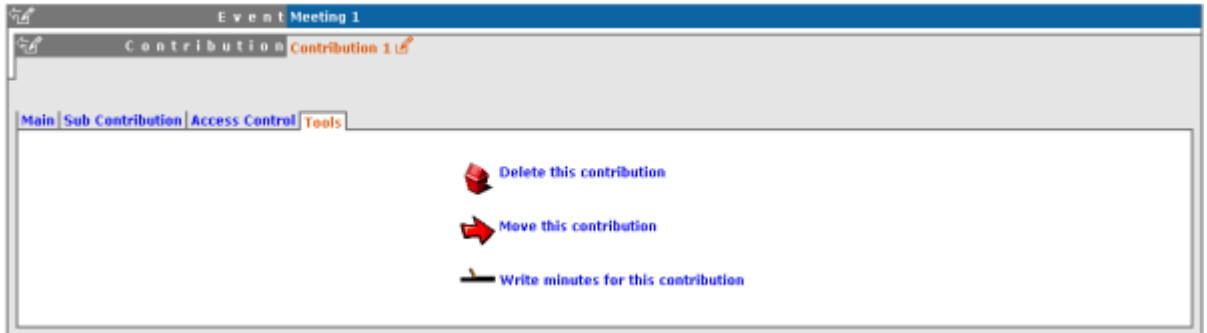 Event Meeting 1
Contribution Contribution 1
Main Sub Contribution Access Control Tools
Delete this contribution
Move this contribution
Write minutes for this contribution